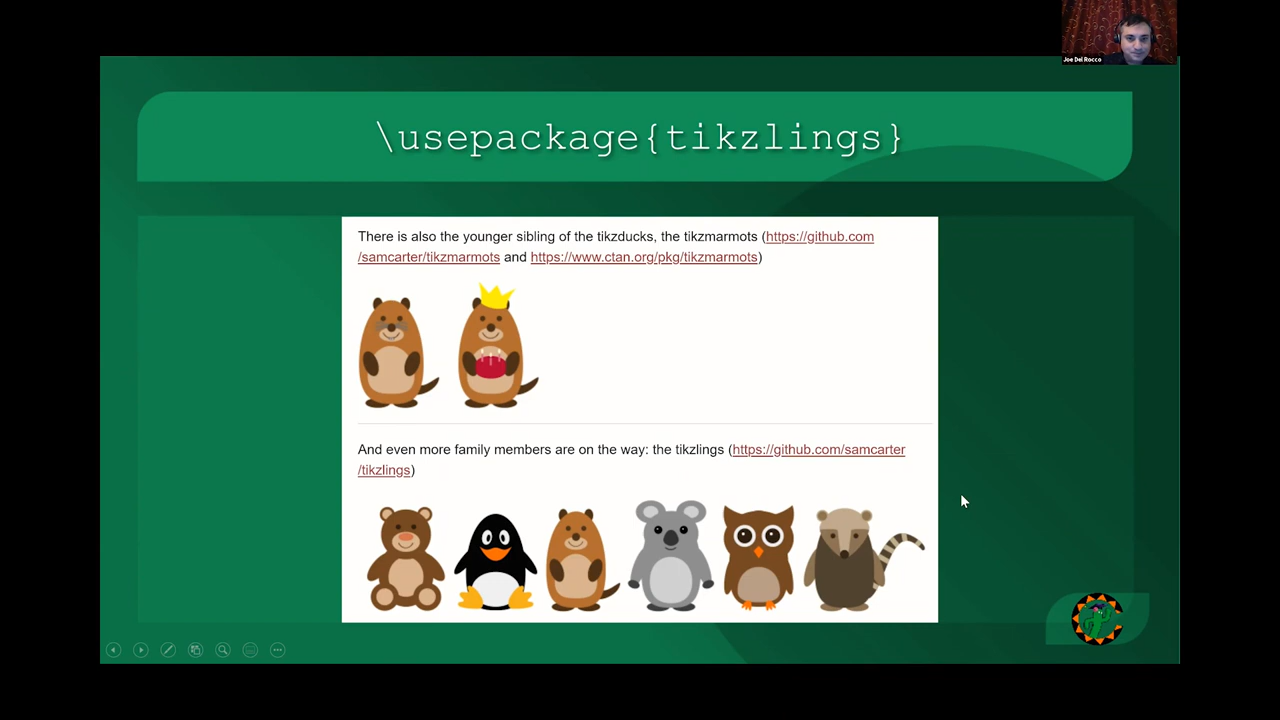 Joe Del Rocco
\usepackage{tikzlings}
There is also the younger sibling of the tikzducks, the tikzmarmots (https://github.com
/samcarter/tikzmarmots and https://www.ctan.org/pkg/tikzmarmots)
And even more family members are on the way: the tikzlings (https://github.com/samcarter
/tikzlings)